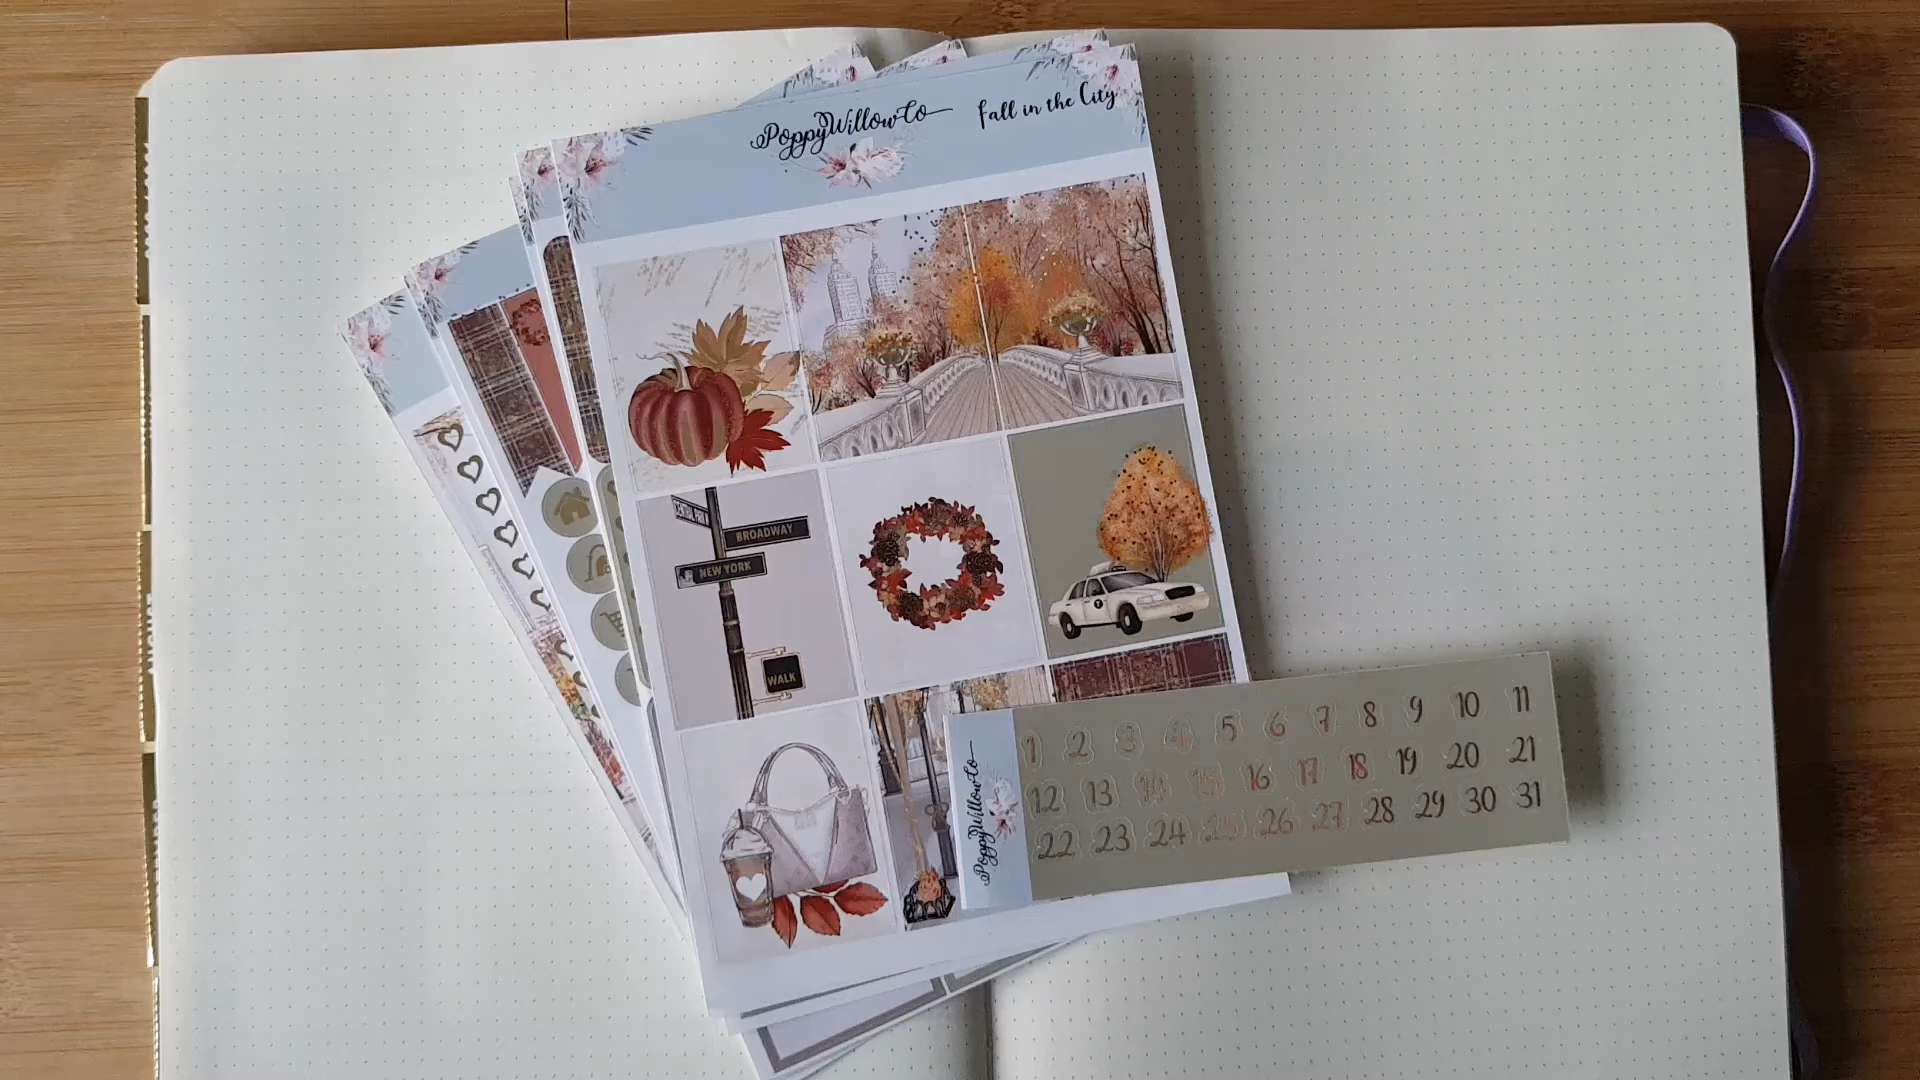 PoppyWillowCo
Fall in the City
CENTRAL PARK
BROADWAY
NEW YORK
WALK
PoppyWillowCo
1 2 3 4 5 6 7 8 9 10 11
12 13 14 15 16 17 18 19 20 21
22 23 24 25 26 27 28 29 30 31